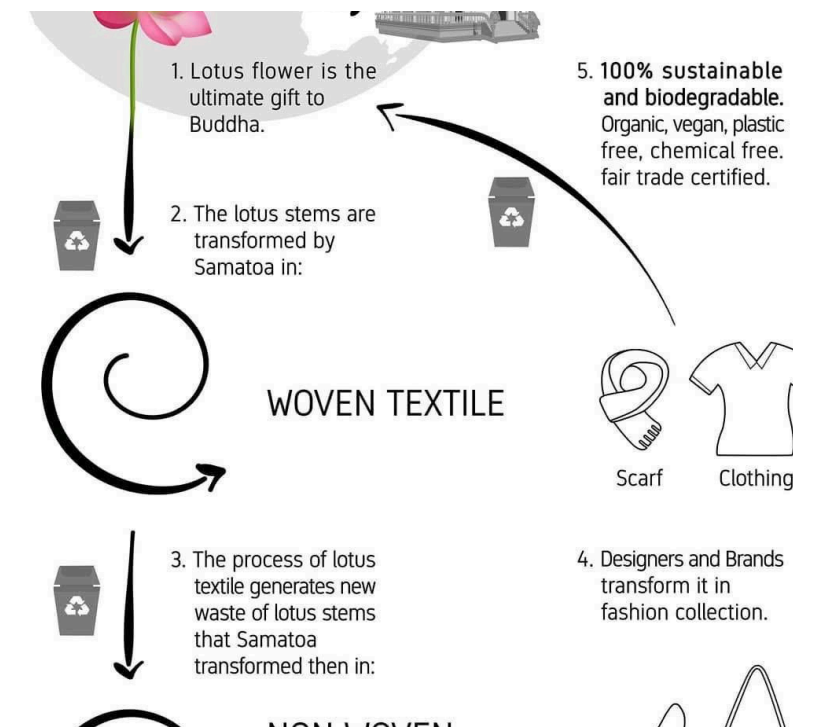 1. Lotus flower is the
ultimate gift to
Buddha.
2. The lotus stems are
transformed by
Samatoa in:
WOVEN TEXTILE
3. The process of lotus
textile generates new
waste of lotus stems
that Samatoa
transformed then in:
NON WOVEN
5. 100% sustainable
and biodegradable.
Organic, vegan, plastic
free, chemical free.
fair trade certified.
Scarf
Clothing
4. Designers and Brands
transform it in
fashion collection.